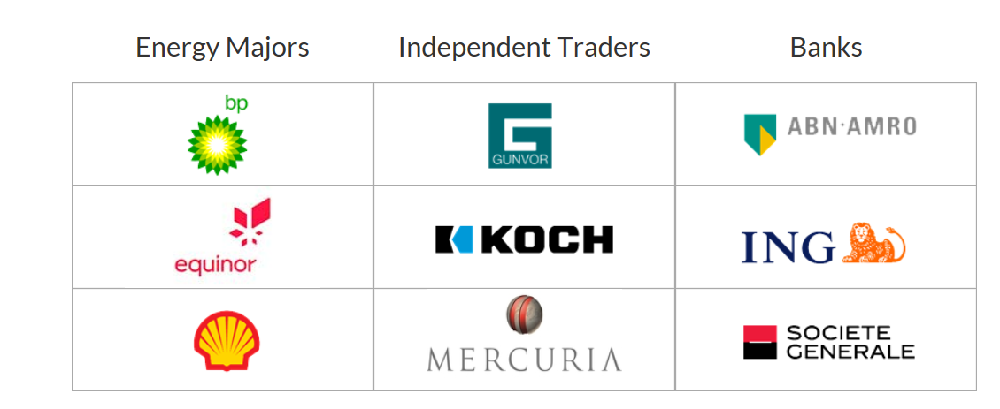 Energy Majors Independent Traders Banks
bp
GUNVOR
ABN·AMRO
equinor
KOCH
ING
MERCURIA
SOCIETE
GENERALE